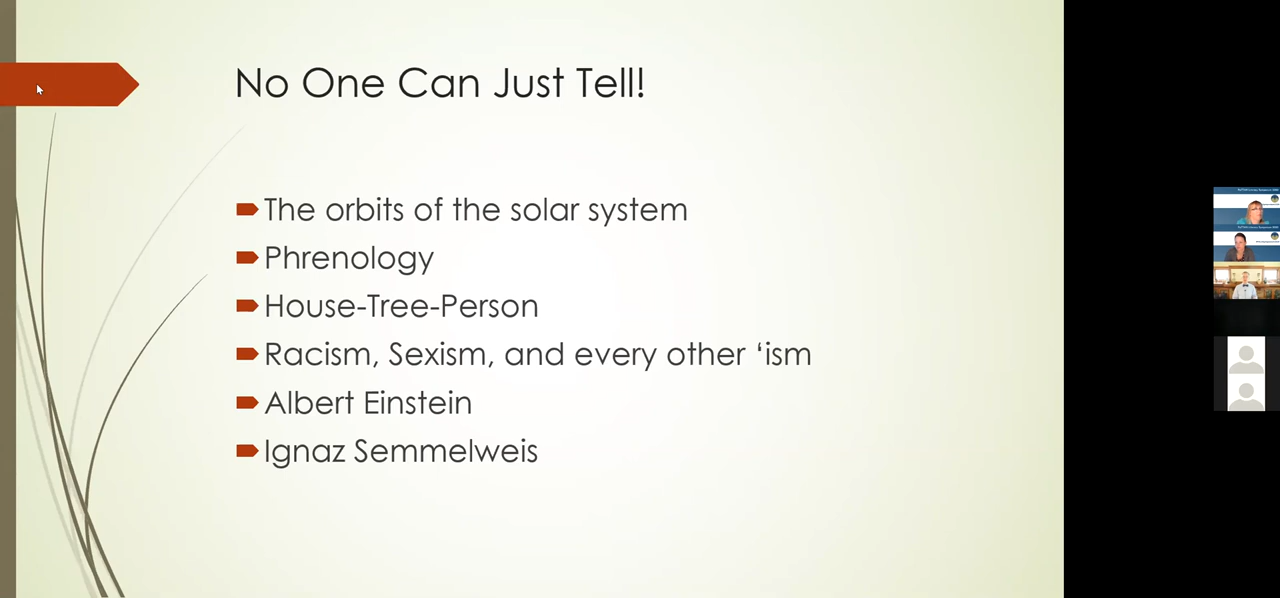 No One Can Just Tell!
The orbits of the solar system
Phrenology
House-Tree-Person
Racism, Sexism, and every other ‘ism
Albert Einstein
Ignaz Semmelweis